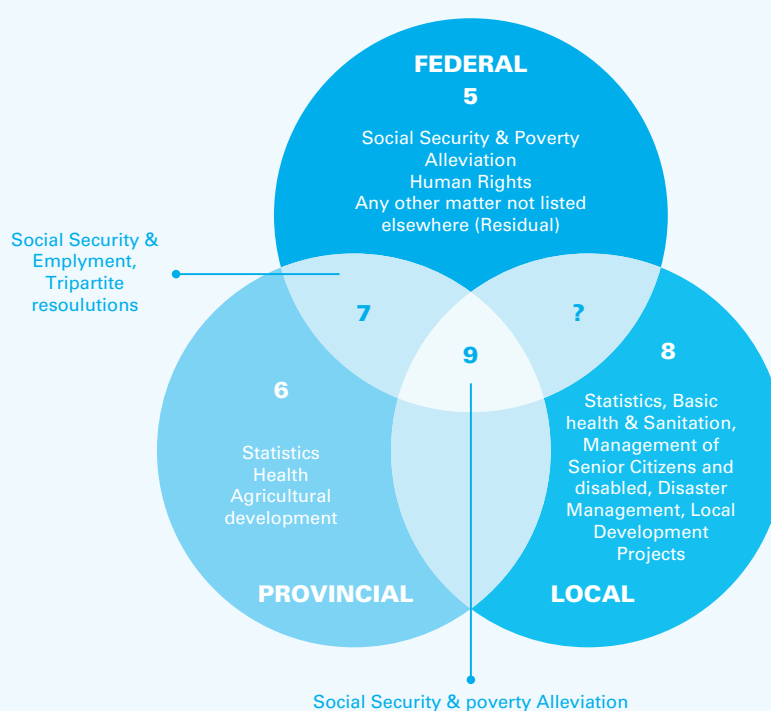 FEDERAL
5
Social Security & Poverty
Alleviation
Human Rights
Any other matter not listed
elsewhere (Residual)
Social Security &
Emplyment,
Tripartite
resoulutions
7
?
9
6
Statistics
Health
Agricultural
development
PROVINCIAL
8
Statistics, Basic
health & Sanitation,
Management of
Senior Citizens and
disabled, Disaster
Management, Local
Development
Projects
LOCAL
Social Security & poverty Alleviation